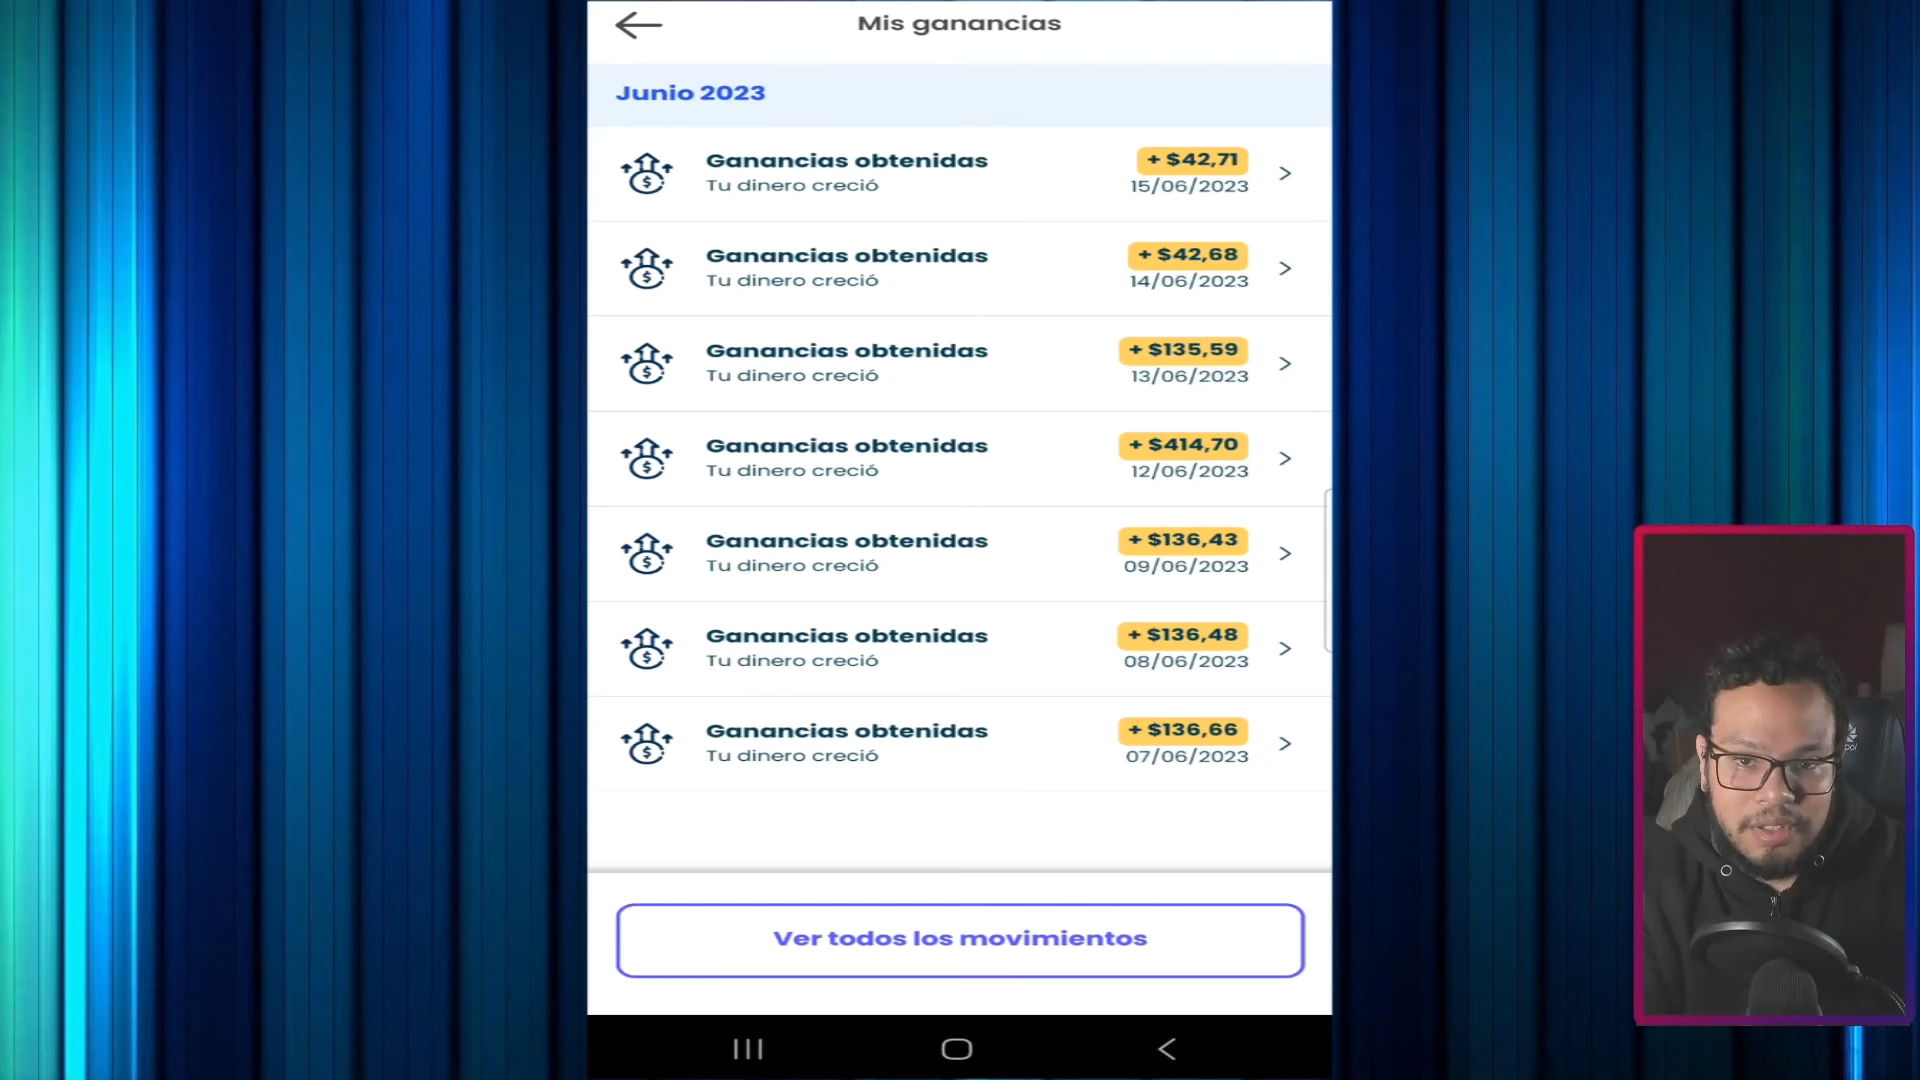 Mis ganancias
Junio 2023
Ganancias obtenidas
+ $42,71
Tu dinero creció
15/06/2023
Ganancias obtenidas
+ $42,68
Tu dinero creció
14/06/2023
Ganancias obtenidas
+ $135,59
Tu dinero creció
13/06/2023
Ganancias obtenidas
+ $414,70
Tu dinero creció
12/06/2023
Ganancias obtenidas
+ $136,43
Tu dinero creció
09/06/2023
Ganancias obtenidas
+ $136,48
Tu dinero creció
08/06/2023
Ganancias obtenidas
+ $136,66
Tu dinero creció
07/06/2023
Ver todos los movimientos